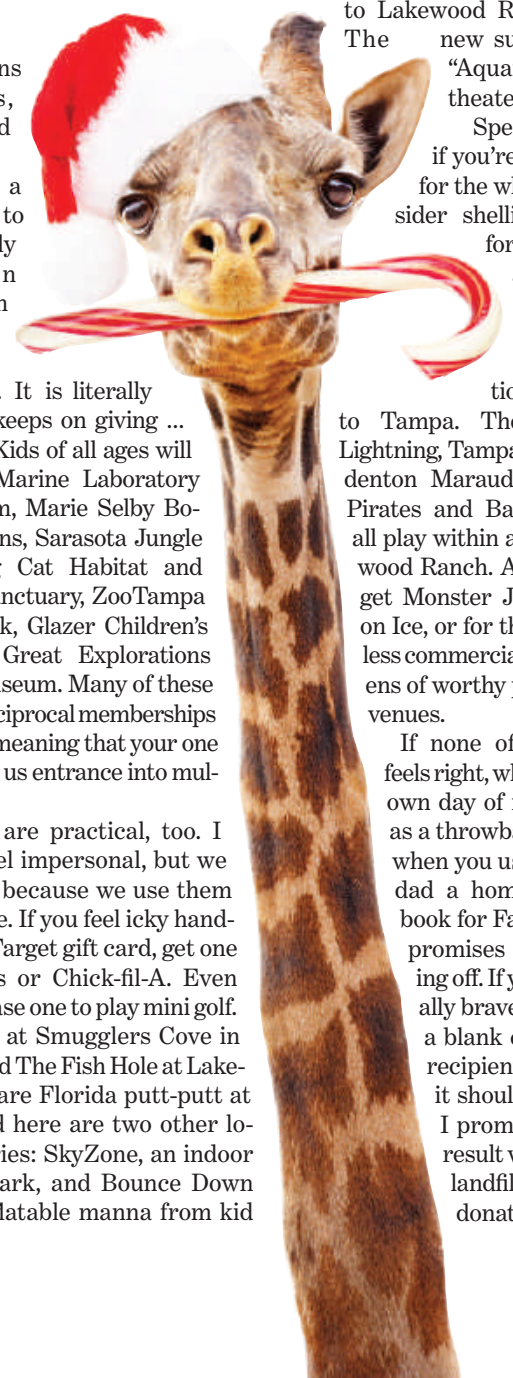 ns
s,
d
a
to
ly
n
. It is literally
keeps on giving ...
Kids of all ages will
Marine Laboratory
m, Marie Selby Bo-
ns, Sarasota Jungle
g Cat Habitat and
nctuary, ZooTampa
k, Glazer Children's
Great Explorations
useum. Many of these
ciprocal memberships
meaning that your one
us entrance into mul-
are practical, too. I
el impersonal, but we
because we use them
e. If you feel icky hand-
Target gift card, get one
s or Chick-fil-A. Even
ase one to play mini golf.
at Smugglers Cove in
d The Fish Hole at Lake-
are Florida putt-putt at
d here are two other lo-
ries: SkyZone, an indoor
ark, and Bounce Down
flatable manna from kid
to Lakewood R
The new su
“Aquar
theate
Spe
if you're
for the wh
sider shelli
for
tio
to Tampa. The
Lightning, Tampa
denton Maraud
Pirates and Ba
all play within a
wood Ranch. A
get Monster J
on Ice, or for th
less commercia
ens of worthy p
venues.
If none of
feels right, wh
own day of
as a throwba
when you us
dad a hom
book for Fa
promises
ing off. If y
ally brave
a blank
recipien
it shoul
I prom
result w
landfil
donat